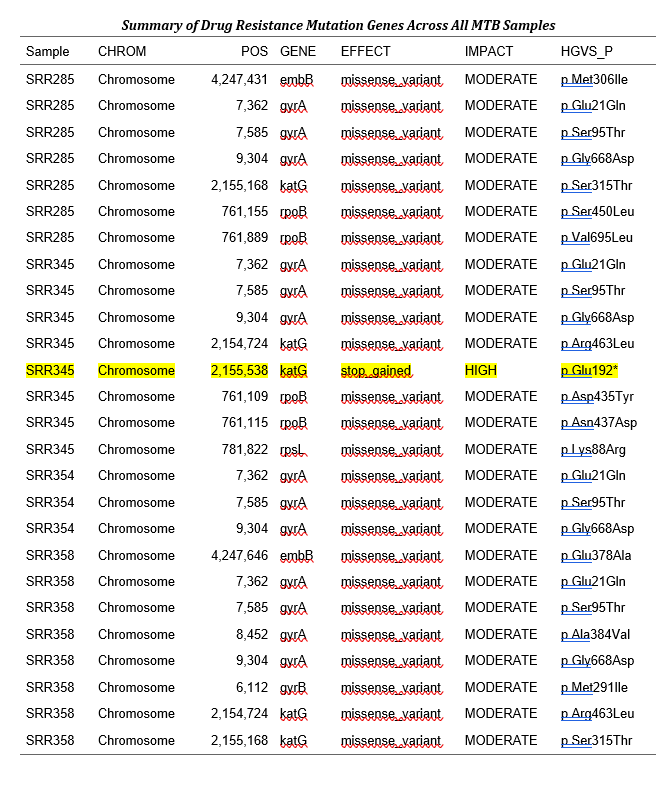 Summary of Drug Resistance Mutation Genes Across All MTB Samples
Sample CHROM POS GENE EFFECT IMPACT HGVS_P
SRR285 Chromosome 4,247,431 embB missense_variant MODERATE p.Met306Ile
SRR285 Chromosome 7,362 gyrA missense_variant MODERATE p.Glu21Gln
SRR285 Chromosome 7,585 gyrA missense_variant MODERATE p.Ser95Thr
SRR285 Chromosome 9,304 gyrA missense_variant MODERATE p.Gly668Asp
SRR285 Chromosome 2,155,168 katG missense_variant MODERATE p.Ser315Thr
SRR285 Chromosome 761,155 rpoB missense_variant MODERATE p.Ser450Leu
SRR285 Chromosome 761,889 rpoB missense_variant MODERATE p.Val695Leu
SRR345 Chromosome 7,362 gyrA missense_variant MODERATE p.Glu21Gln
SRR345 Chromosome 7,585 gyrA missense_variant MODERATE p.Ser95Thr
SRR345 Chromosome 9,304 gyrA missense_variant MODERATE p.Gly668Asp
SRR345 Chromosome 2,154,724 katG missense_variant MODERATE p.Arg463Leu
SRR345 Chromosome 2,155,538 katG stop_gained HIGH p.Glu192*
SRR345 Chromosome 761,109 rpoB missense_variant MODERATE p.Asp435Tyr
SRR345 Chromosome 761,115 rpoB missense_variant MODERATE p.Asn437Asp
SRR345 Chromosome 781,822 rpsL missense_variant MODERATE p.Lys88Arg
SRR354 Chromosome 7,362 gyrA missense_variant MODERATE p.Glu21Gln
SRR354 Chromosome 7,585 gyrA missense_variant MODERATE p.Ser95Thr
SRR354 Chromosome 9,304 gyrA missense_variant MODERATE p.Gly668Asp
SRR358 Chromosome 4,247,646 embB missense_variant MODERATE p.Glu378Ala
SRR358 Chromosome 7,362 gyrA missense_variant MODERATE p.Glu21Gln
SRR358 Chromosome 7,585 gyrA missense_variant MODERATE p.Ser95Thr
SRR358 Chromosome 8,452 gyrA missense_variant MODERATE p.Ala384Val
SRR358 Chromosome 9,304 gyrA missense_variant MODERATE p.Gly668Asp
SRR358 Chromosome 6,112 gyrB missense_variant MODERATE p.Met291Ile
SRR358 Chromosome 2,154,724 katG missense_variant MODERATE p.Arg463Leu
SRR358 Chromosome 2,155,168 katG missense_variant MODERATE p.Ser315Thr